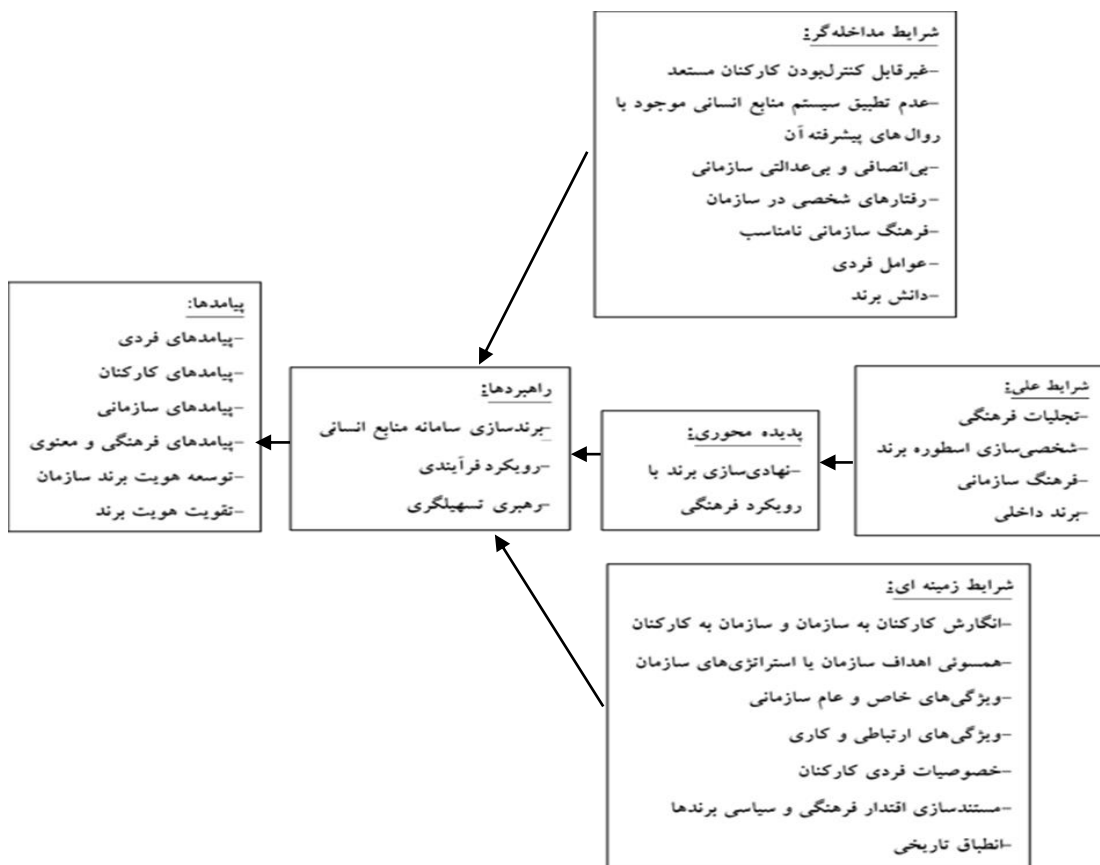 شرایط مداخله‌گر:
-غیرقابل کنترل‌بودن کارکنان مستعد
-عدم تطبیق سیستم منابع انسانی موجود با
روال‌های پیشرفته آن
-بی‌انصافی و بی‌عدالتی سازمانی
-رفتارهای شخصی در سازمان
-فرهنگ سازمانی نامناسب
-عوامل فردی
-دانش برند
شرایط علی:
-تجلیات فرهنگی
-شخصی‌سازی اسطوره برند
-فرهنگ سازمانی
-برند داخلی
پدیده محوری:
-نهادی‌سازی برند با
رویکرد فرهنگی
راهبردها:
-برندسازی سامانه منابع انسانی
-رویکرد فرآیندی
-رهبری تسهیلگری
پیامدها:
-پیامدهای فردی
-پیامدهای کارکنان
-پیامدهای سازمانی
-پیامدهای فرهنگی و معنوی
-توسعه هویت برند سازمان
-تقویت هویت برند
شرایط زمینه ای:
-انگارش کارکنان به سازمان و سازمان به کارکنان
-همسوئی اهداف سازمان با استراتژی‌های سازمان
-ویژگی‌های خاص و عام سازمانی
-ویژگی‌های ارتباطی و کاری
-خصوصیات فردی کارکنان
-مستندسازی اقتدار فرهنگی و سیاسی برندها
-انطباق تاریخی